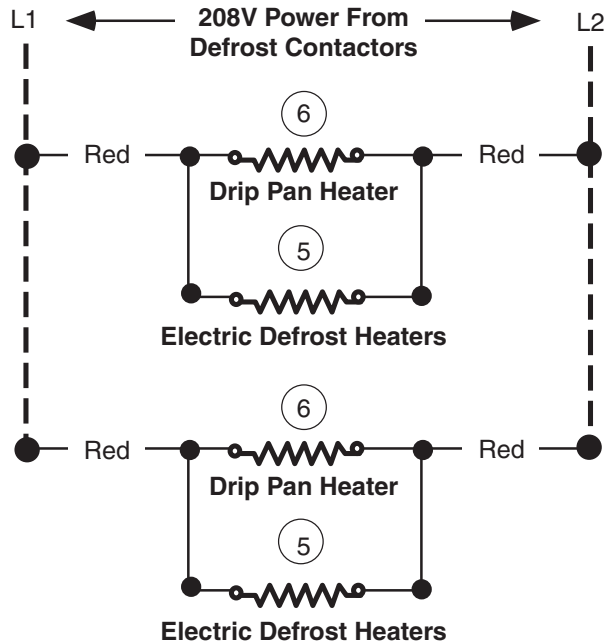 L1 208V Power From L2
Defrost Contactors
6
Red Red
Drip Pan Heater
5
Electric Defrost Heaters
6
Red Red
Drip Pan Heater
5
Electric Defrost Heaters